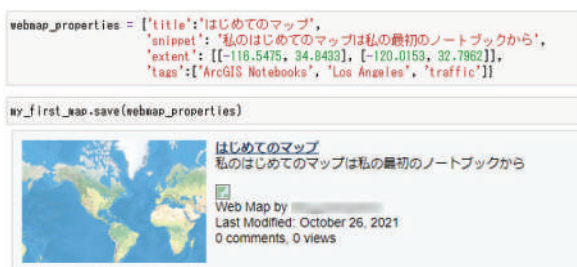 webmap_properties = ['title':'はじめてのマップ',
'snippet': '私のはじめてのマップは私の最初のノートブックから',
'extent': [[-116.5475, 34.8433], [-120.0153, 32.7962]],
'tags':['ArcGIS Notebooks', 'Los Angeles', 'traffic']]
my_first_map.save(webmap_properties)
はじめてのマップ
私のはじめてのマップは私の最初のノートブックから
Web Map by
Last Modified: October 26, 2021
0 comments, 0 views